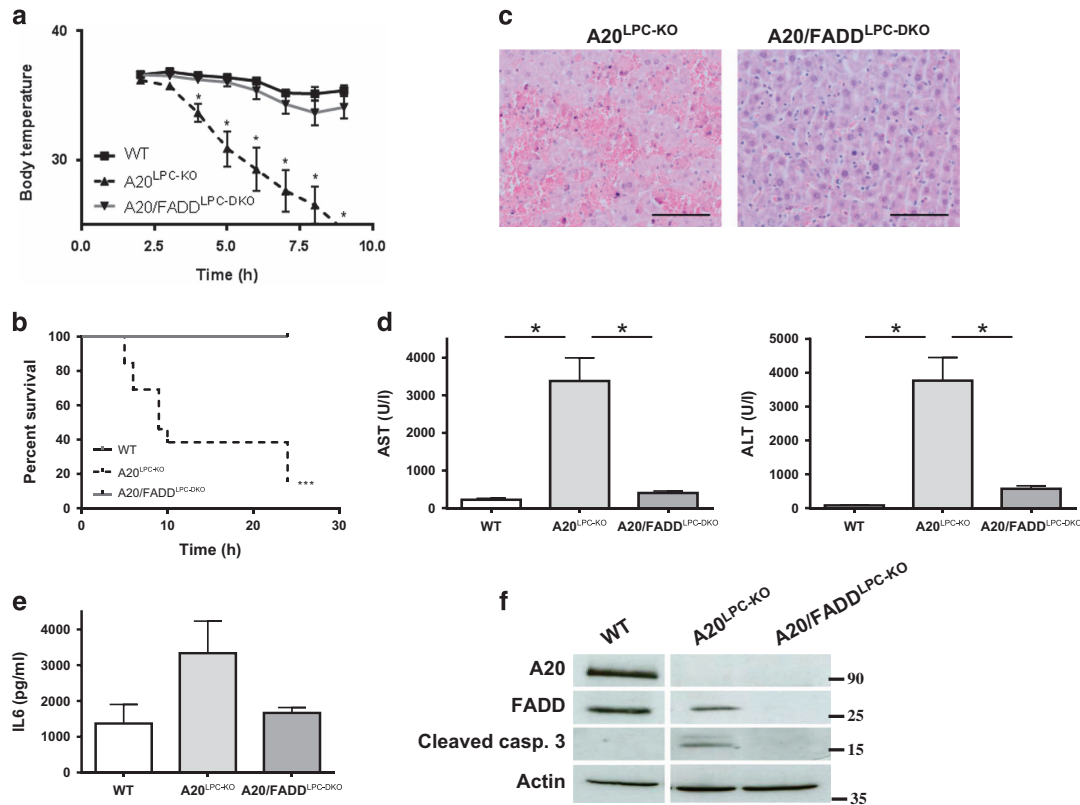 a
40
30
Body temperature
WT
A20LPC-KO
A20/FADDLPC-DKO
* * * * * *
0.0 2.5 5.0 7.5 10.0
Time (h)
b
100
80
60
40
20
0
Percent survival
WT
A20LPC-KO
A20/FADDLPC-DKO
***
0 10 20 30
Time (h)
c
A20LPC-KO A20/FADDLPC-DKO
d
* *
4000
3000
2000
1000
0
AST (U/l)
WT A20LPC-KO A20/FADDLPC-DKO
* *
5000
4000
3000
2000
1000
0
ALT (U/l)
WT A20LPC-KO A20/FADDLPC-DKO
e
4000
3000
2000
1000
0
IL6 (pg/ml)
WT A20LPC-KO A20/FADDLPC-DKO
f
WT A20LPC-KO A20/FADDLPC-KO
A20 90
FADD 25
Cleaved casp. 3 15
Actin 35